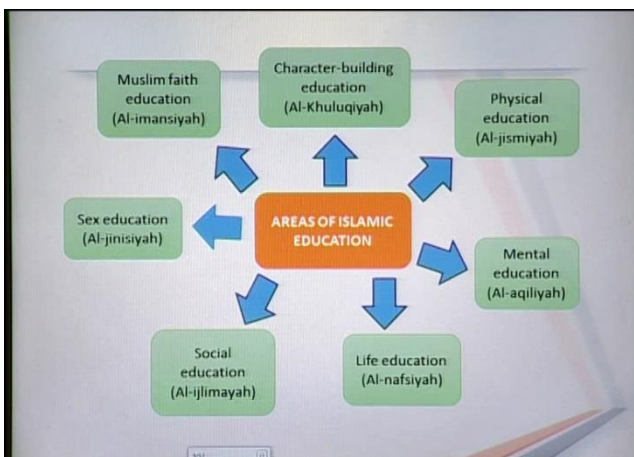 Muslim faith
education
(Al-imansiyah)
Character-building
education
(Al-Khuluqiyah)
Physical
education
(Al-jismiyah)
Sex education
(Al-jinisiyah)
AREAS OF ISLAMIC
EDUCATION
Mental
education
(Al-aqiliyah)
Social
education
(Al-ijlimayah)
Life education
(Al-nafsiyah)